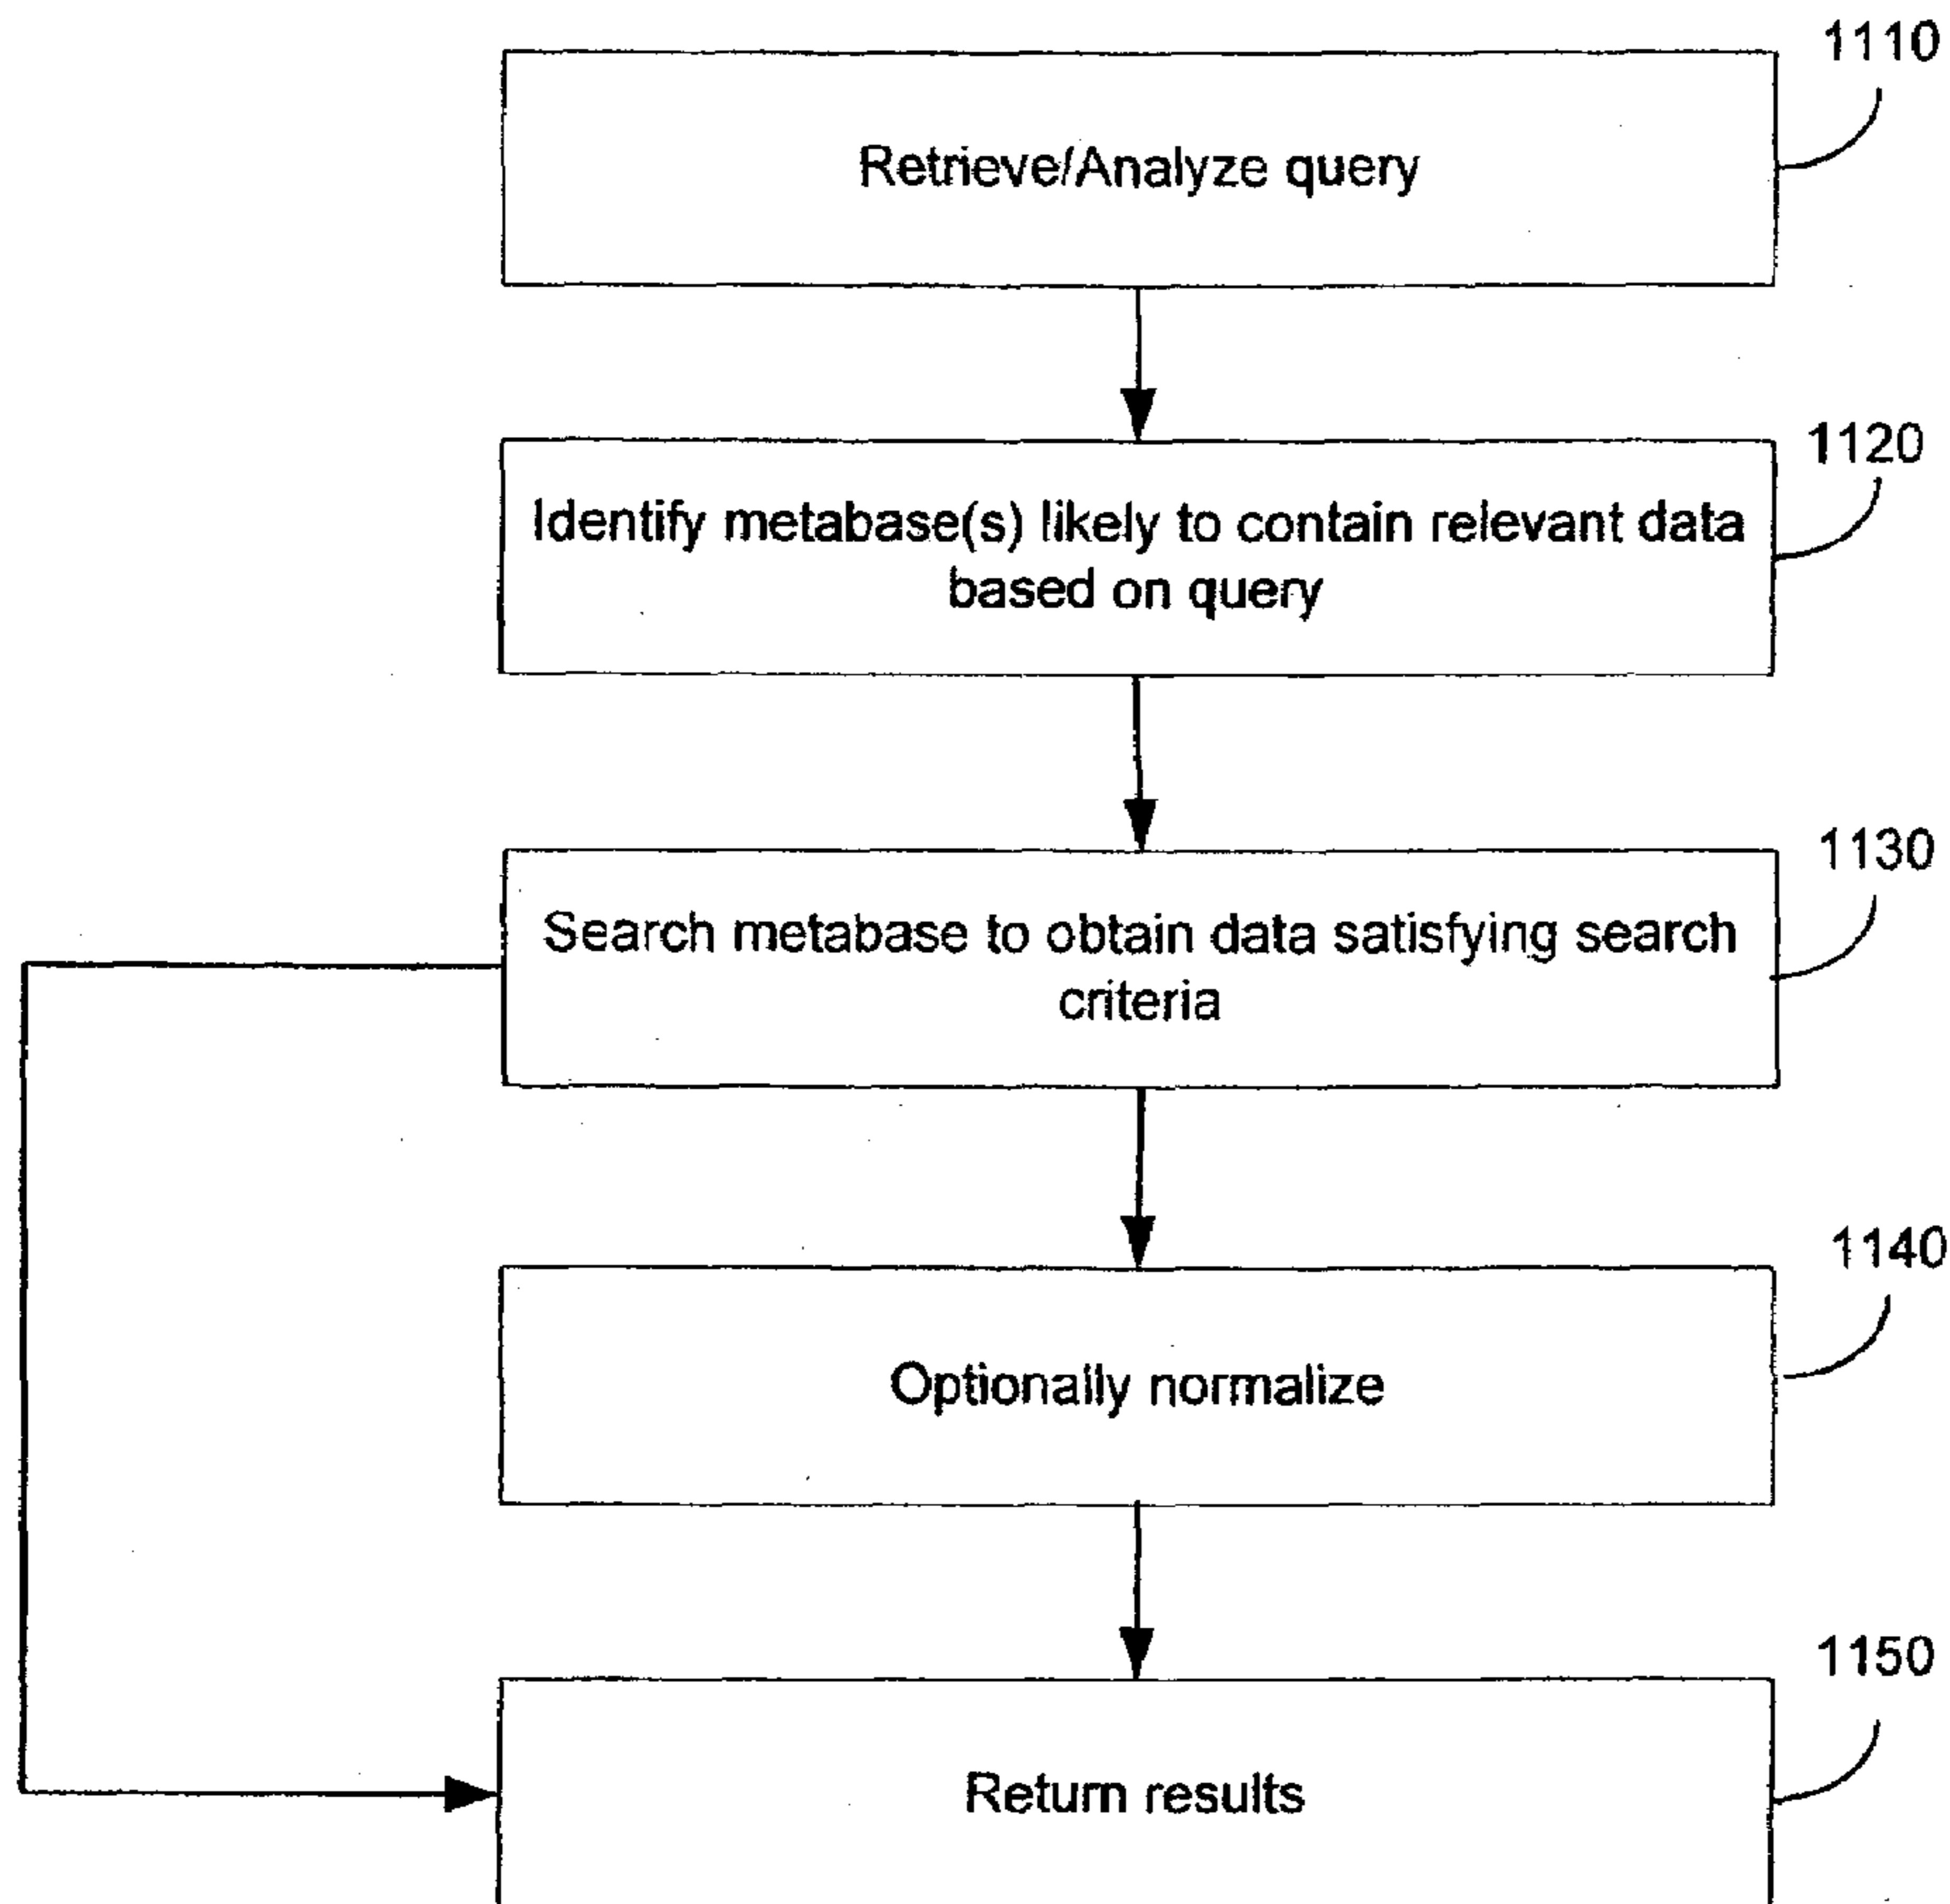 1110
Retrieve/Analyze query
1120
Identify metabase(s) likely to contain relevant data
based on query
1130
Search metabase to obtain data satisfying search
criteria
1140
Optionally normalize
1150
Return results